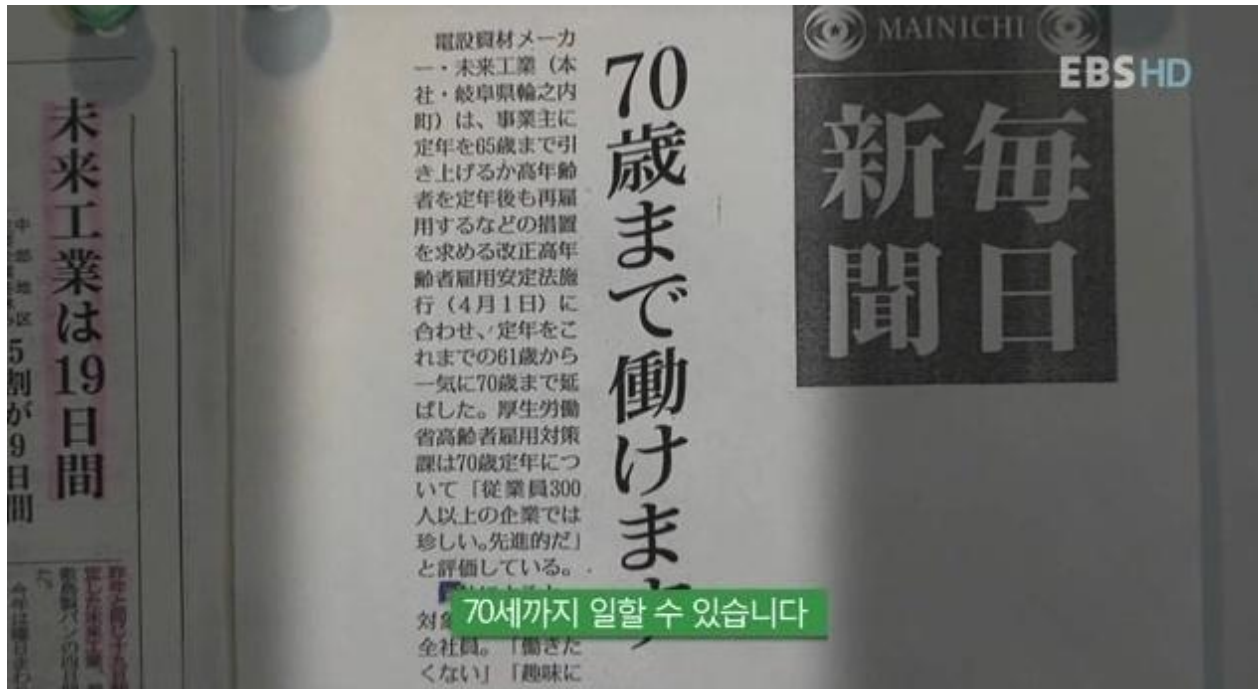 未来工業は19日間
5割が9日間
70歳まで働けます
電設資材メーカ
ー・未来工業（本
社・岐阜県輪之内
町）は、事業主に
定年を65歳まで引
き上げるか高年齢
者を定年後も再雇
用するなどの措置
を求める改正高年
齢者雇用安定法施
行（4月1日）に
合わせ、定年をこ
れまでの61歳から
一気に70歳まで延
ばした。厚生労働
省高齢者雇用対策
課は70歳定年につ
いて「従業員300
人以上の企業では
珍しい。先進的だ」
と評価している。
対象
全社員。「働きた
くない」「趣味に
MAINICHI
毎日
新聞
EBS HD
70세까지 일할 수 있습니다